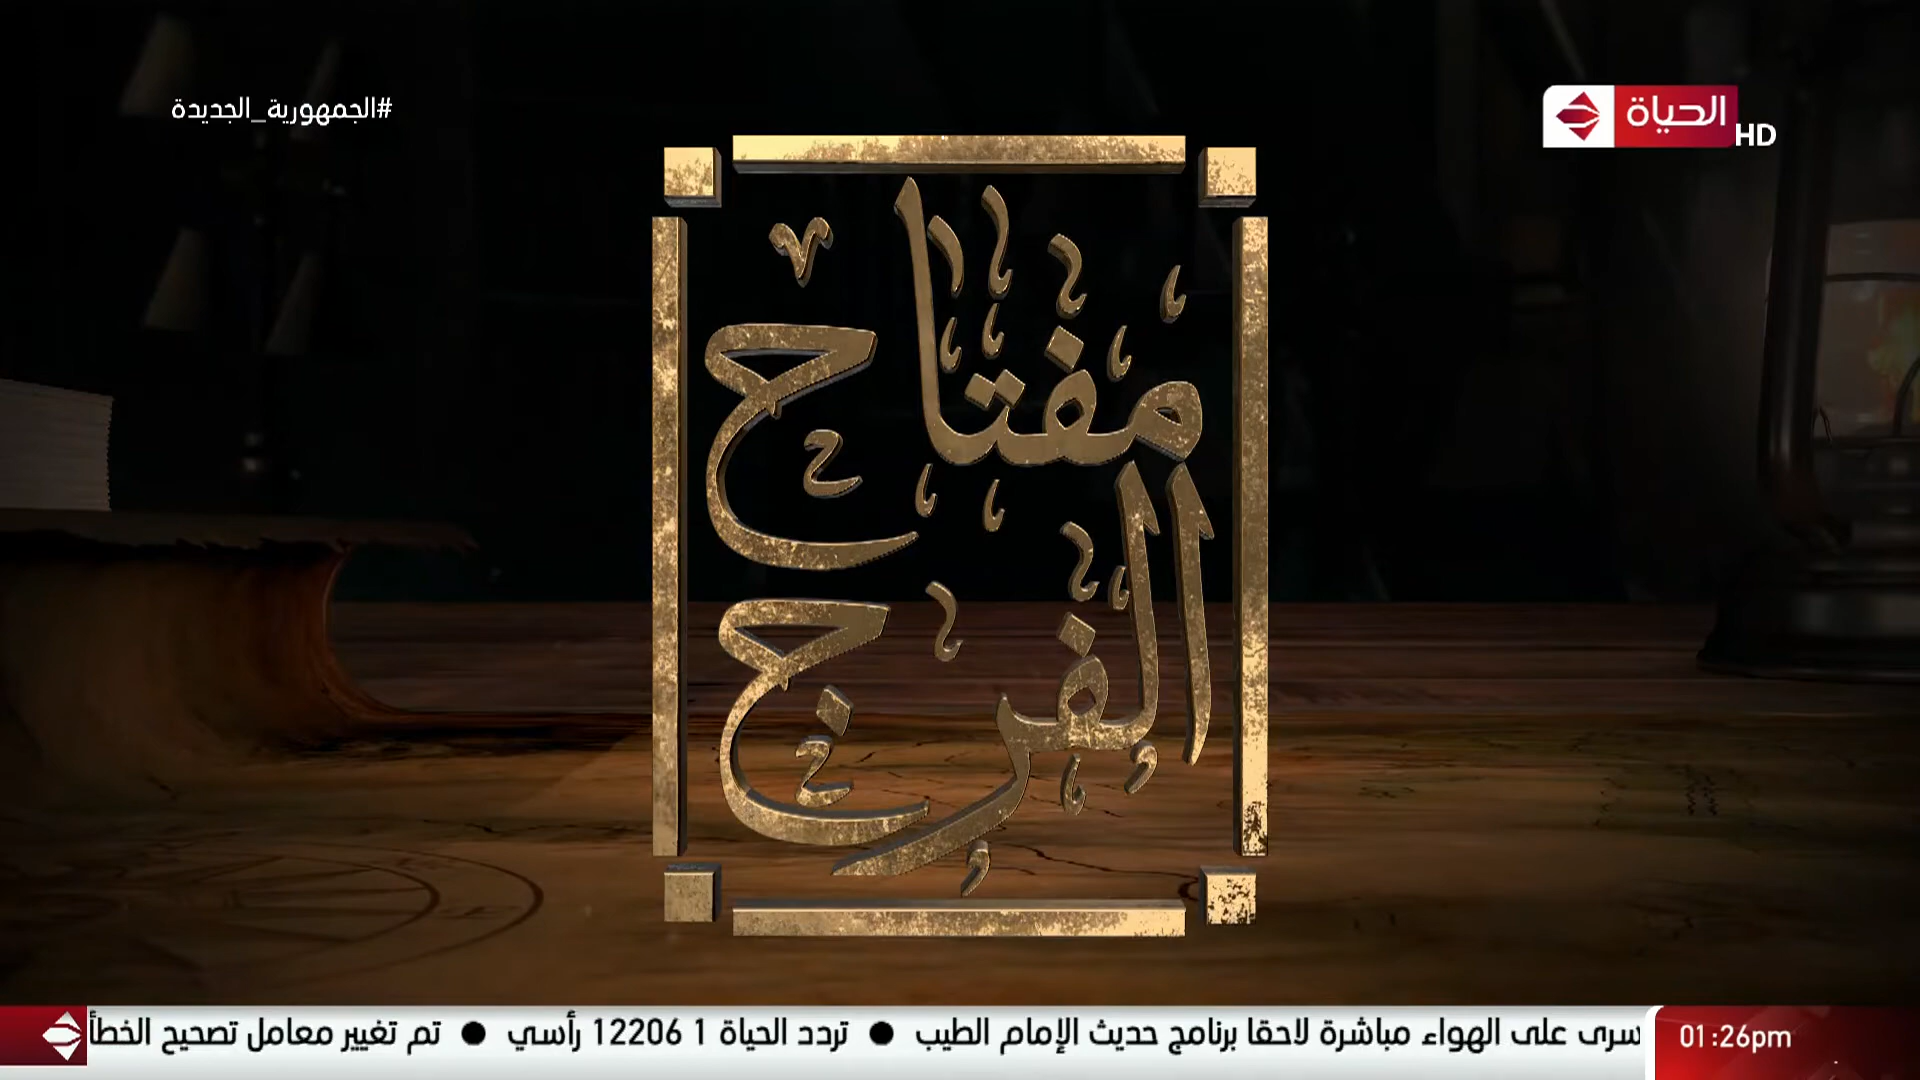 #الجمهورية_الجديدة
الحياة
HD
مفتاح
الفرج
سرى على الهواء مباشرة لاحقا برنامج حديث الإمام الطيب ● تردد الحياة 1 12206 رأسي ● تم تغيير معامل تصحيح الخطأ
01:26pm